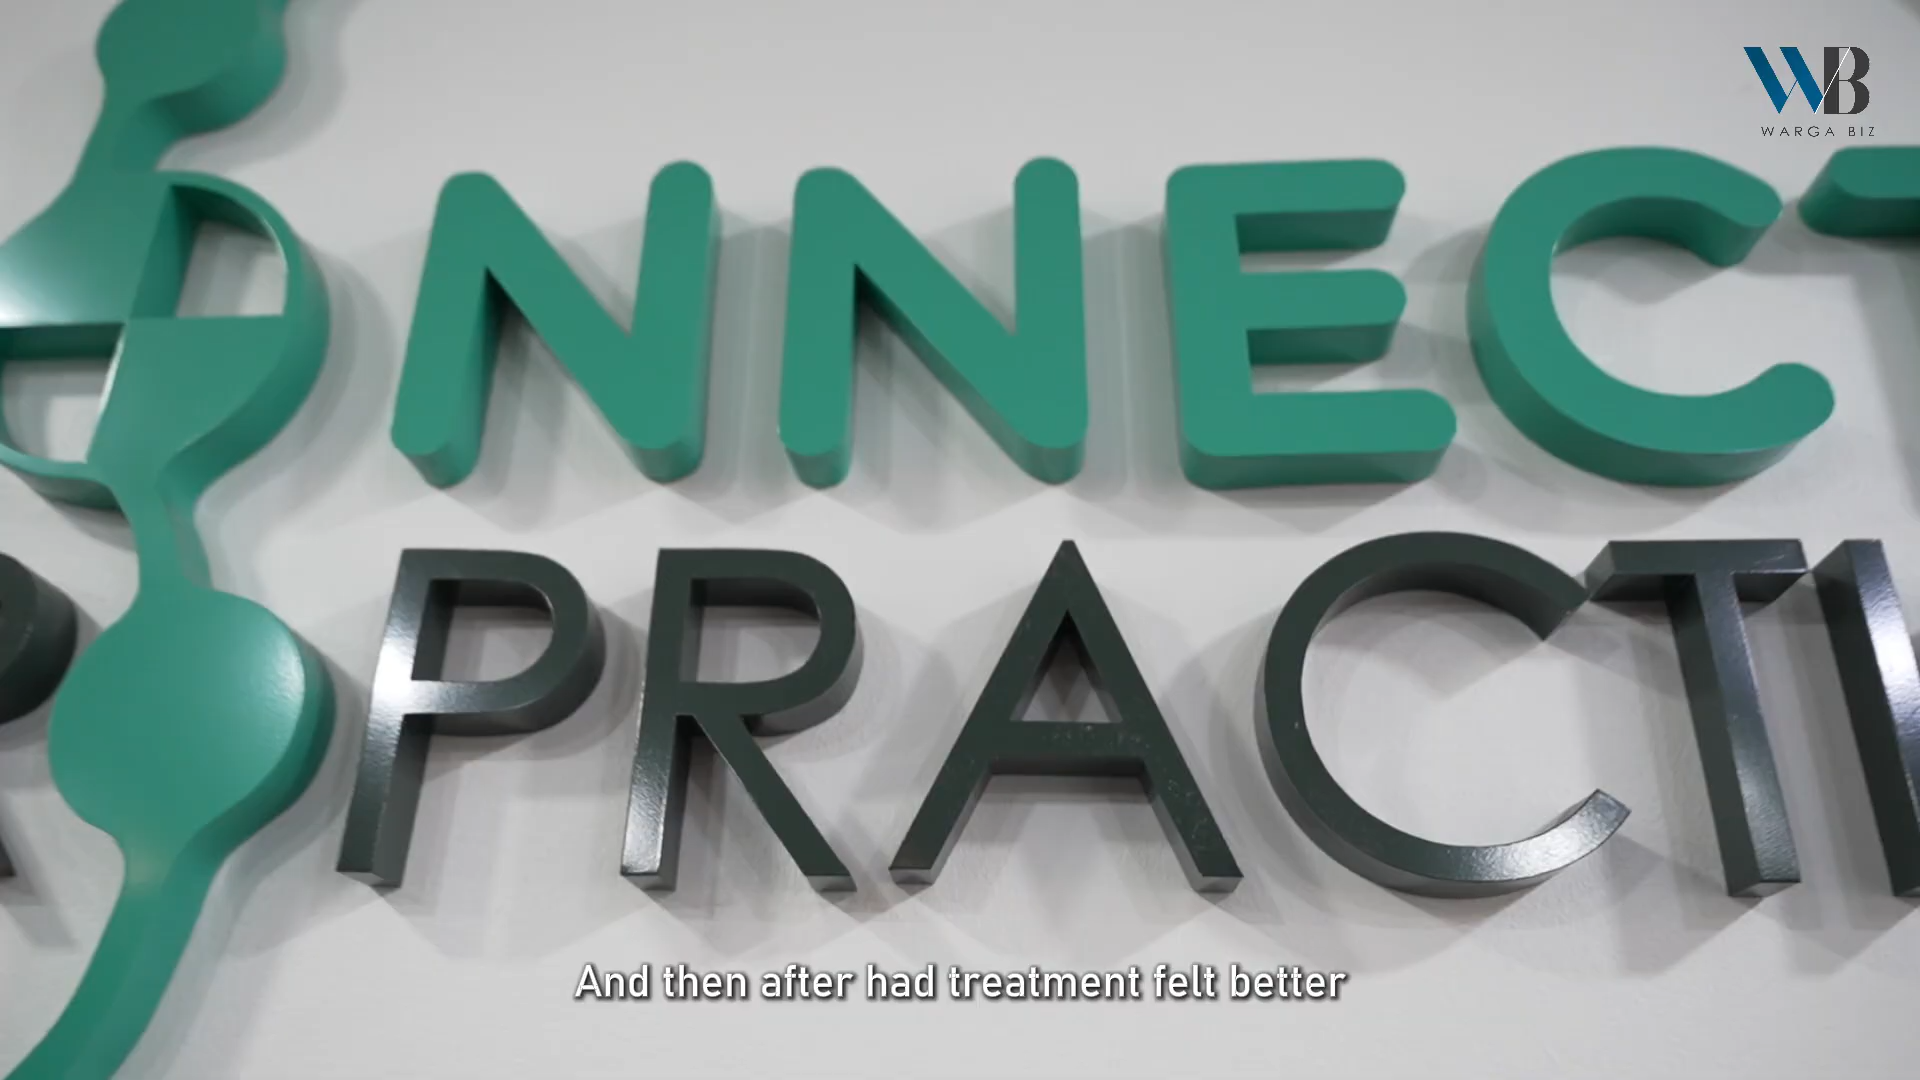 WB
WARGA BIZ
NNECT
PRACTI
And then after had treatment felt better